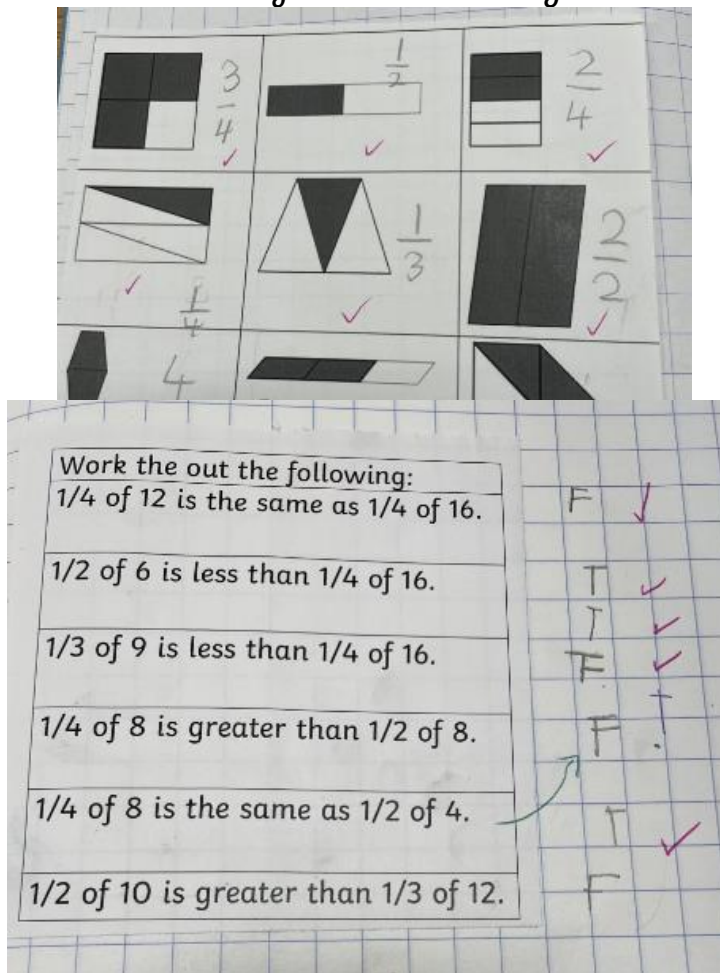 3/4
1/2
2/4
1/4
1/3
2/2
4
Work the out the following:
1/4 of 12 is the same as 1/4 of 16.
F
1/2 of 6 is less than 1/4 of 16.
T
1/3 of 9 is less than 1/4 of 16.
T
F
1/4 of 8 is greater than 1/2 of 8.
F
1/4 of 8 is the same as 1/2 of 4.
T
1/2 of 10 is greater than 1/3 of 12.
F